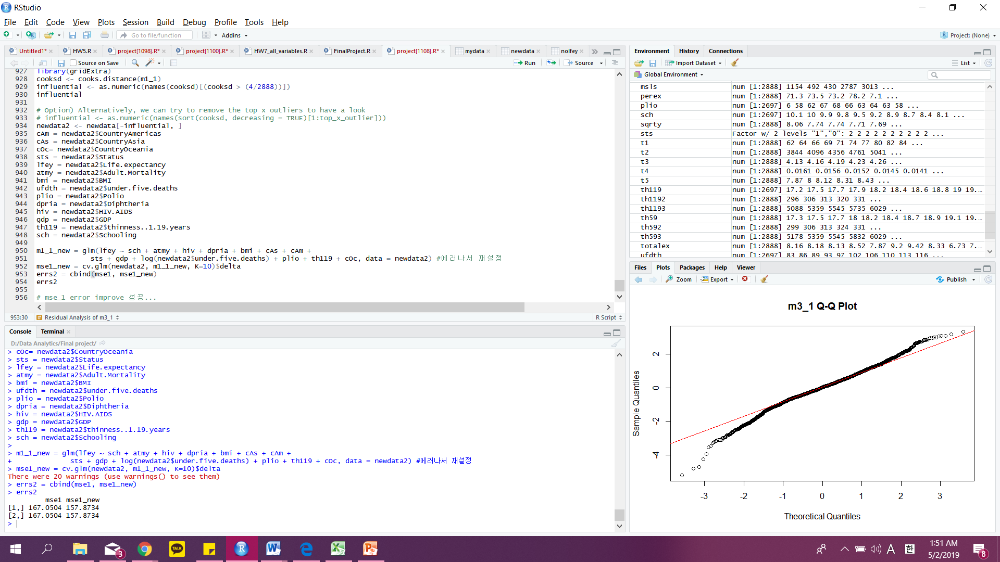 RStudio
File Edit Code View Plots Session Build Debug Profile Tools Help
Go to file/function Addins Project: (None)
Untitled1* HW5.R project[1098].R* project[1100].R* HW7_all_variables.R FinalProject.R project[1108].R* mydata newdata nolfey
Source on Save Run Source
927 library(gridExtra)
928 cooksd <- cooks.distance(m1_1)
929 influential <- as.numeric(names(cooksd)[(cooksd > (4/2888))])
930 influential
931
932 # Option) Alternatively, we can try to remove the top x outliers to have a look
933 # influential <- as.numeric(names(sort(cooksd, decreasing = TRUE)[1:top_x_outlier]))
934 newdata2 <- newdata[-influential, ]
935 cAm = newdata2$CountryAmericas
936 cAs = newdata2$CountryAsia
937 cOc= newdata2$CountryOceania
938 sts = newdata2$Status
939 lfey = newdata2$Life.expectancy
940 atmy = newdata2$Adult.Mortality
941 bmi = newdata2$BMI
942 ufdth = newdata2$under.five.deaths
943 plio = newdata2$Polio
944 dpria = newdata2$Diphtheria
945 hiv = newdata2$HIV.AIDS
946 gdp = newdata2$GDP
947 th119 = newdata2$thinness..1.19.years
948 sch = newdata2$Schooling
949
950 m1_1_new = glm(lfey ~ sch + atmy + hiv + dpria + bmi + cAs + cAm +
951 sts + gdp + log(newdata2$under.five.deaths) + plio + th119 + cOc, data = newdata2) #에러나서 재설정
952 mse1_new = cv.glm(newdata2, m1_1_new, K=10)$delta
953 errs2 = cbind(mse1, mse1_new)
954 errs2
955
956 # mse_1 error improve 성공...
953:30 Residual Analysis of m3_1 R Script
Console Terminal
D:/Data Analytics/Final project/
> cOc= newdata2$CountryOceania
> sts = newdata2$Status
> lfey = newdata2$Life.expectancy
> atmy = newdata2$Adult.Mortality
> bmi = newdata2$BMI
> ufdth = newdata2$under.five.deaths
> plio = newdata2$Polio
> dpria = newdata2$Diphtheria
> hiv = newdata2$HIV.AIDS
> gdp = newdata2$GDP
> th119 = newdata2$thinness..1.19.years
> sch = newdata2$Schooling
>
> m1_1_new = glm(lfey ~ sch + atmy + hiv + dpria + bmi + cAs + cAm +
+ sts + gdp + log(newdata2$under.five.deaths) + plio + th119 + cOc, data = newdata2) #에러나서 재설정
> mse1_new = cv.glm(newdata2, m1_1_new, K=10)$delta
There were 20 warnings (use warnings() to see them)
> errs2 = cbind(mse1, mse1_new)
> errs2
mse1 mse1_new
[1,] 167.0504 157.8734
[2,] 167.0504 157.8734
>
Environment History Connections
Import Dataset List
Global Environment
msls num [1:2888] 1154 492 430 2787 3013 ...
perex num [1:2888] 71.3 73.5 73.2 78.2 7.1 ...
plio num [1:2697] 6 58 62 67 68 66 63 64 63 58 ...
sch num [1:2697] 10.1 10 9.9 9.8 9.5 9.2 8.9 8.7 8.4 8.1 ...
sqrty num [1:2888] 8.06 7.74 7.74 7.71 7.69 ...
sts Factor w/ 2 levels "1","0": 2 2 2 2 2 2 2 2 2 2 ...
t1 num [1:2888] 62 64 66 69 71 74 77 80 82 84 ...
t2 num [1:2888] 3844 4096 4356 4761 5041 ...
t3 num [1:2888] 4.13 4.16 4.19 4.23 4.26 ...
t4 num [1:2888] 0.0161 0.0156 0.0152 0.0145 0.0141 ...
t5 num [1:2888] 7.87 8 8.12 8.31 8.43 ...
th119 num [1:2697] 17.2 17.5 17.7 17.9 18.2 18.4 18.6 18.8 19 19.…
th1192 num [1:2888] 296 306 313 320 331 ...
th1193 num [1:2888] 5088 5359 5545 5735 6029 ...
th59 num [1:2697] 17.3 17.5 17.7 18 18.2 18.4 18.7 18.9 19.1 19.…
th592 num [1:2888] 299 306 313 324 331 ...
th593 num [1:2888] 5178 5359 5545 5832 6029 ...
totalex num [1:2888] 8.16 8.18 8.13 8.52 7.87 9.2 9.42 8.33 6.73 7.…
ufdth num [1:2697] 83 86 89 93 97 102 106 110 113 116 ...
Files Plots Packages Help Viewer
Zoom Export Publish
m3_1 Q-Q Plot
Sample Quantiles
2
0
-2
-4
-3 -2 -1 0 1 2 3
Theoretical Quantiles
3 TALK A 한 1:51 AM
5/2/2019 8